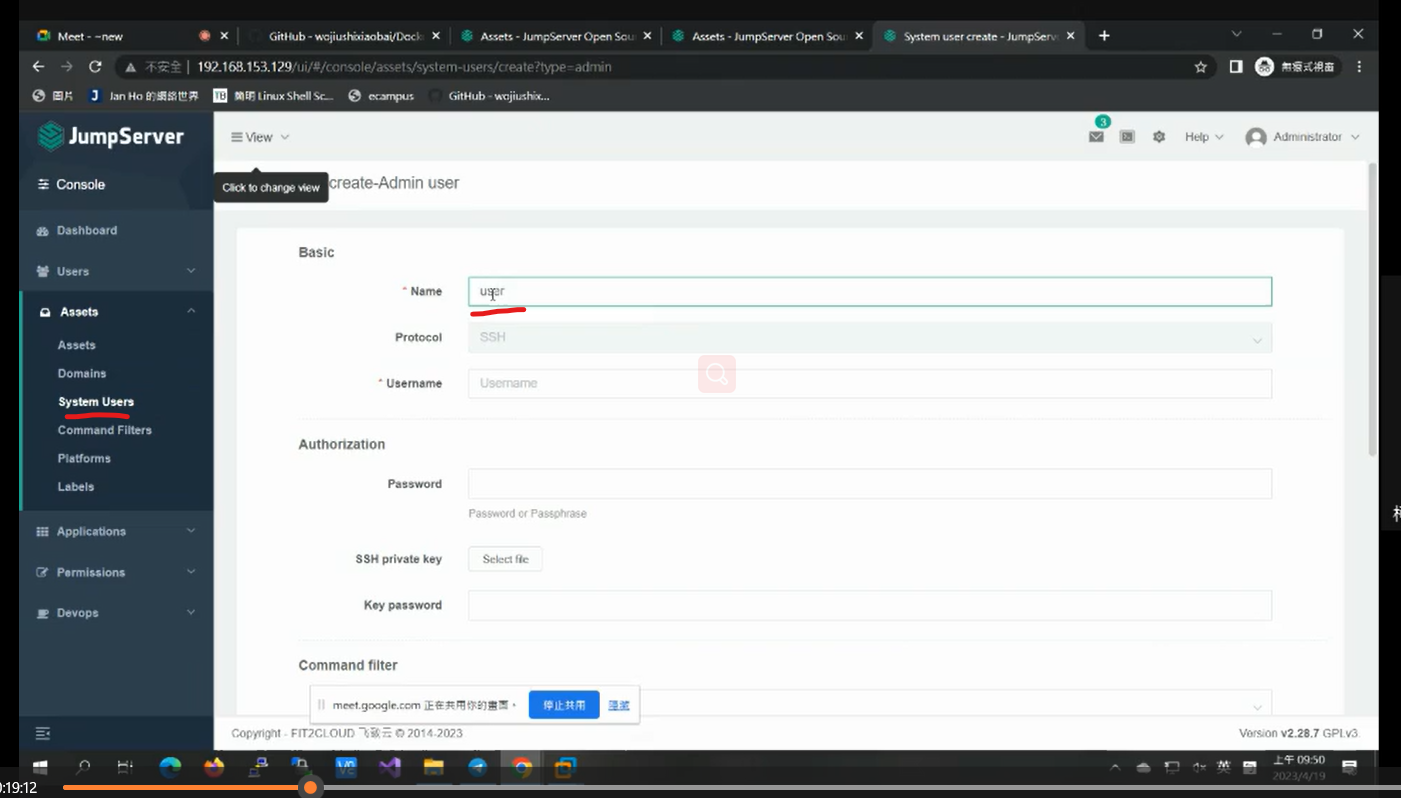 Meet - ~new
GitHub - wojiushixiaobai/Dock
Assets - JumpServer Open Sou
Assets - JumpServer Open Sou
System user create - JumpServ
不安全 | 192.168.153.129/ui/#/console/assets/system-users/create?type=admin
無痕式視窗
圖片
Jan Ho 的網絡世界
TB
簡明 Linux Shell Sc...
ecampus
GitHub - wojiushix...
JumpServer
View
3
Help
Administrator
Console
Click to change view
create-Admin user
Dashboard
Users
Assets
Assets
Domains
System Users
Command Filters
Platforms
Labels
Applications
Permissions
Devops
Basic
* Name
user
Protocol
SSH
* Username
Username
Authorization
Password
Password or Passphrase
SSH private key
Select file
Key password
Command filter
meet.google.com 正在共用你的畫面。
停止共用
隱藏
Copyright - FIT2CLOUD 飞致云 © 2014-2023
Version v2.28.7 GPLv3.
英
上午 09:50
2023/4/19
0:19:12